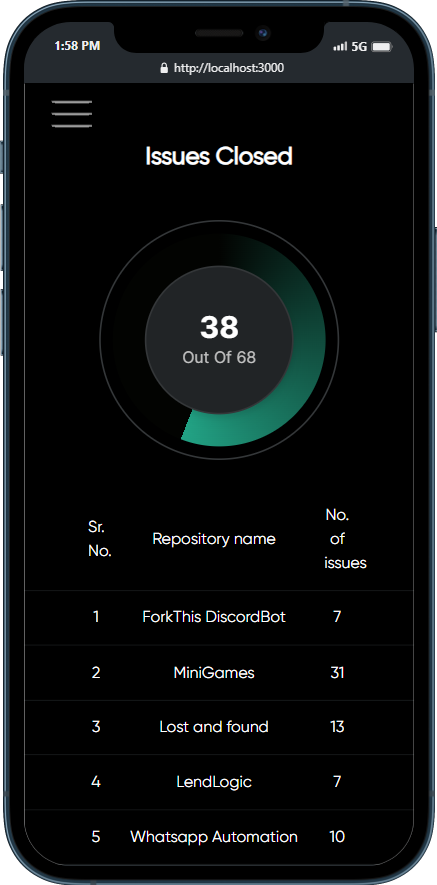 1:58 PM 5G
http://localhost:3000
Issues Closed
38
Out Of 68
Sr. No. Repository name No. of issues
1 ForkThis DiscordBot 7
2 MiniGames 31
3 Lost and found 13
4 LendLogic 7
5 Whatsapp Automation 10